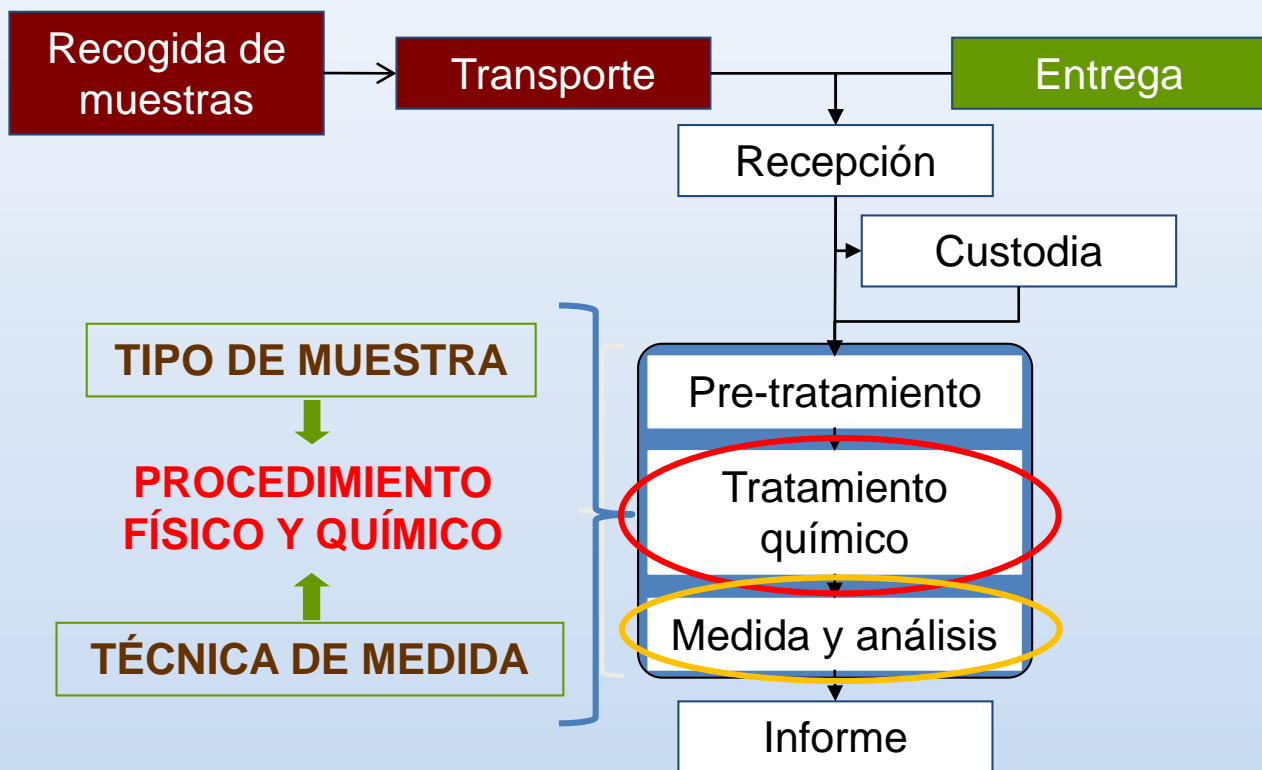 Recogida de
muestras
Transporte
Entrega
Recepción
Custodia
TIPO DE MUESTRA
PROCEDIMIENTO
FÍSICO Y QUÍMICO
TÉCNICA DE MEDIDA
Pre-tratamiento
Tratamiento
químico
Medida y análisis
Informe